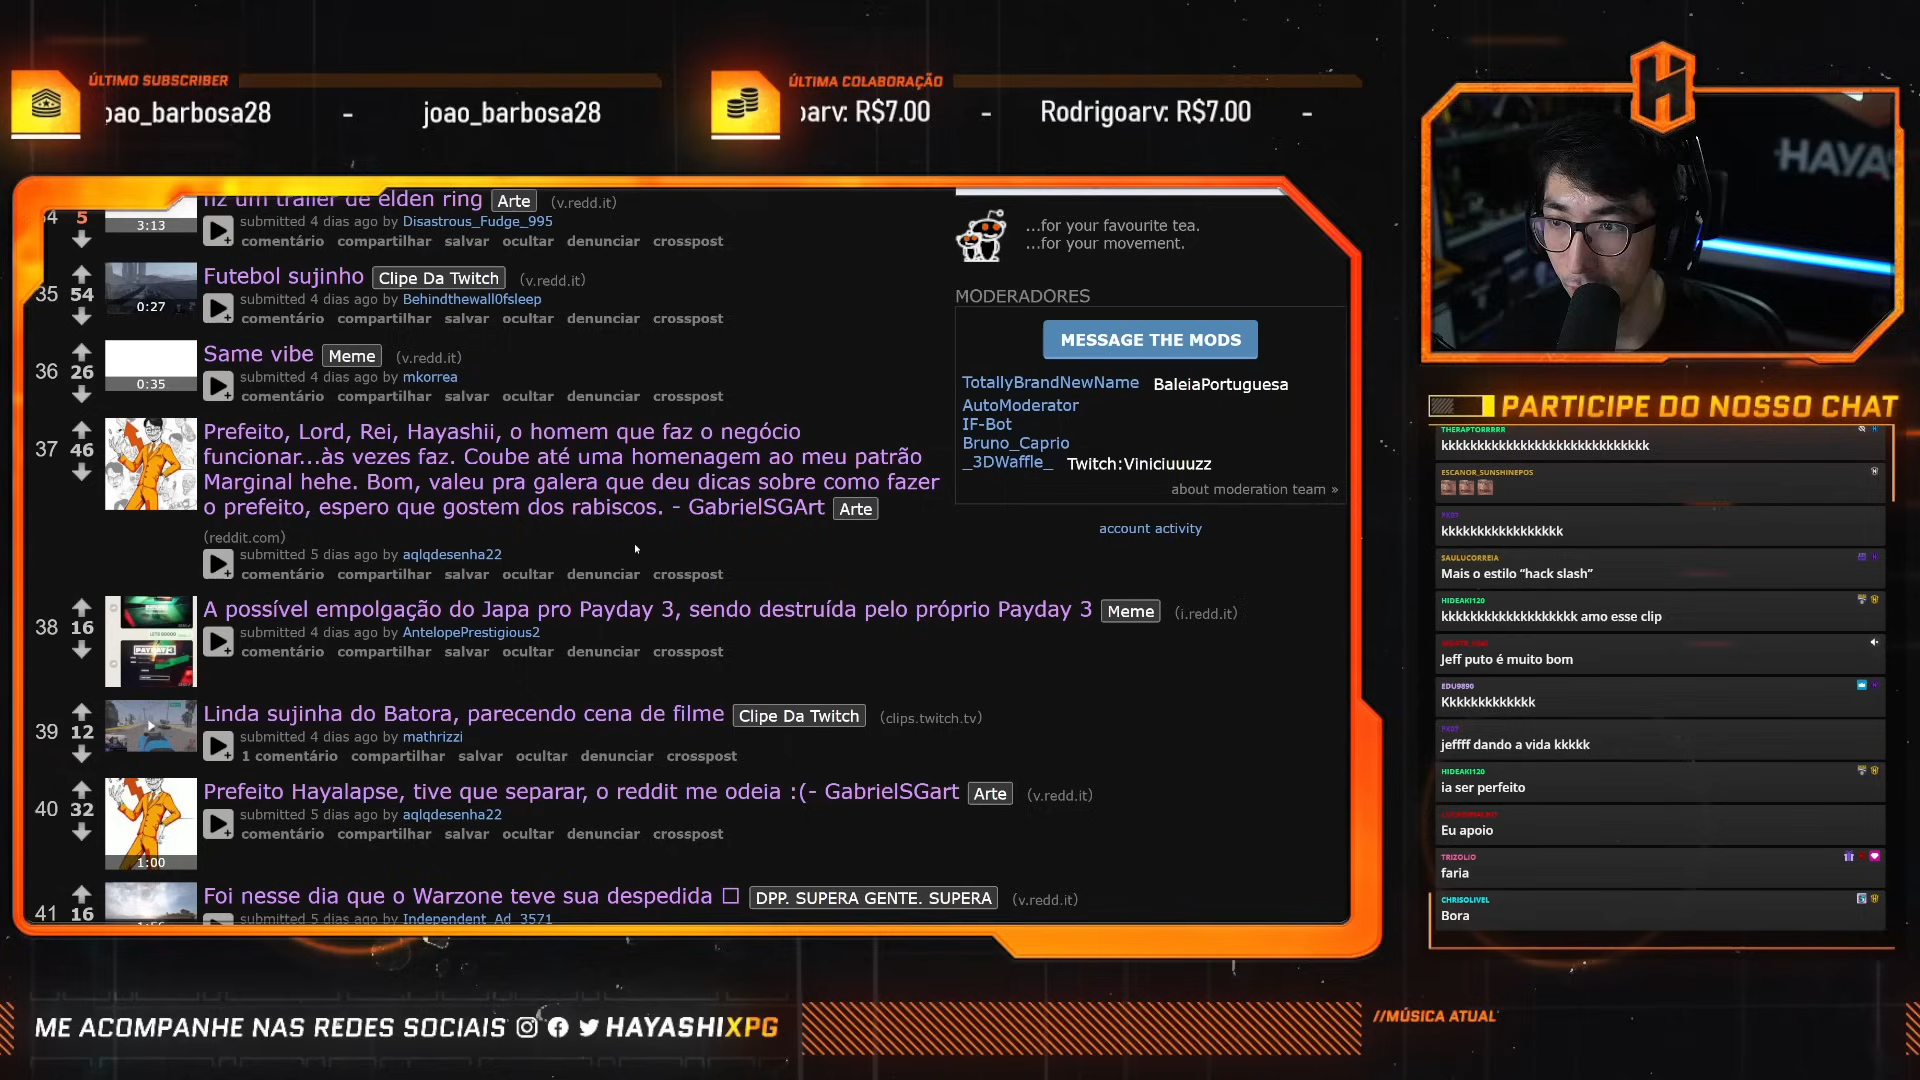 ÚLTIMO SUBSCRIBER
joao_barbosa28 - joao_barbosa28
ÚLTIMA COLABORAÇÃO
oarv: R$7.00 - Rodrigoarv: R$7.00 -
fiz um trailer de elden ring Arte (v.redd.it)
5
3:13
submitted 4 dias ago by Disastrous_Fudge_995
comentário compartilhar salvar ocultar denunciar crosspost
35 54
0:27
Futebol sujinho Clipe Da Twitch (v.redd.it)
submitted 4 dias ago by Behindthewall0fsleep
comentário compartilhar salvar ocultar denunciar crosspost
36 26
0:35
Same vibe Meme (v.redd.it)
submitted 4 dias ago by mkorrea
comentário compartilhar salvar ocultar denunciar crosspost
37 46
Prefeito, Lord, Rei, Hayashii, o homem que faz o negócio
funcionar...às vezes faz. Coube até uma homenagem ao meu patrão
Marginal hehe. Bom, valeu pra galera que deu dicas sobre como fazer
o prefeito, espero que gostem dos rabiscos. - GabrielSGArt Arte
(reddit.com)
submitted 5 dias ago by aqlqdesenha22
comentário compartilhar salvar ocultar denunciar crosspost
38 16
A possível empolgação do Japa pro Payday 3, sendo destruída pelo próprio Payday 3 Meme (i.redd.it)
submitted 4 dias ago by AntelopePrestigious2
comentário compartilhar salvar ocultar denunciar crosspost
39 12
Linda sujinha do Batora, parecendo cena de filme Clipe Da Twitch (clips.twitch.tv)
submitted 4 dias ago by mathrizzi
1 comentário compartilhar salvar ocultar denunciar crosspost
40 32
1:00
Prefeito Hayalapse, tive que separar, o reddit me odeia :(- GabrielSGart Arte (v.redd.it)
submitted 5 dias ago by aqlqdesenha22
comentário compartilhar salvar ocultar denunciar crosspost
41 16
Foi nesse dia que o Warzone teve sua despedida □ DPP. SUPERA GENTE. SUPERA (v.redd.it)
submitted 5 dias ago by Independent_Ad_3571
...for your favourite tea.
...for your movement.
MODERADORES
MESSAGE THE MODS
TotallyBrandNewName BaleiaPortuguesa
AutoModerator
IF-Bot
Bruno_Caprio
_3DWaffle_ Twitch:Viniciuuuzz
about moderation team »
account activity
HAYAS
PARTICIPE DO NOSSO CHAT
THERAPTORRRRR
kkkkkkkkkkkkkkkkkkkkkkkkkkkk
ESCANOR_SUNSHINEPOS
kkkkkkkkkkkkkkkkk
SAULUCORREIA
Mais o estilo “hack slash”
HIDEAKI120
kkkkkkkkkkkkkkkkkk amo esse clip
Jeff puto é muito bom
EDU9890
Kkkkkkkkkkkkk
jeffff dando a vida kkkkk
HIDEAKI120
ia ser perfeito
Eu apoio
TRIZOLIO
faria
CHRISOLIVEL
Bora
ME ACOMPANHE NAS REDES SOCIAIS HAYASHIXPG
//MÚSICA ATUAL